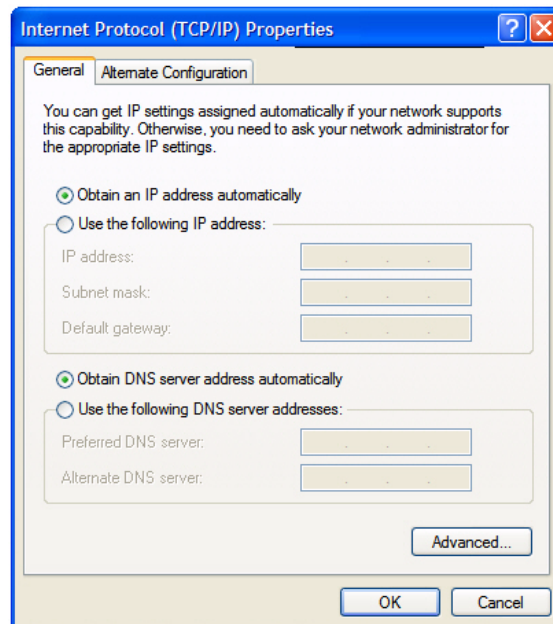 Internet Protocol (TCP/IP) Properties
General
Alternate Configuration
You can get IP settings assigned automatically if your network supports
this capability. Otherwise, you need to ask your network administrator for
the appropriate IP settings.
Obtain an IP address automatically
Use the following IP address:
IP address:
Subnet mask:
Default gateway:
Obtain DNS server address automatically
Use the following DNS server addresses:
Preferred DNS server:
Alternate DNS server:
Advanced...
OK
Cancel